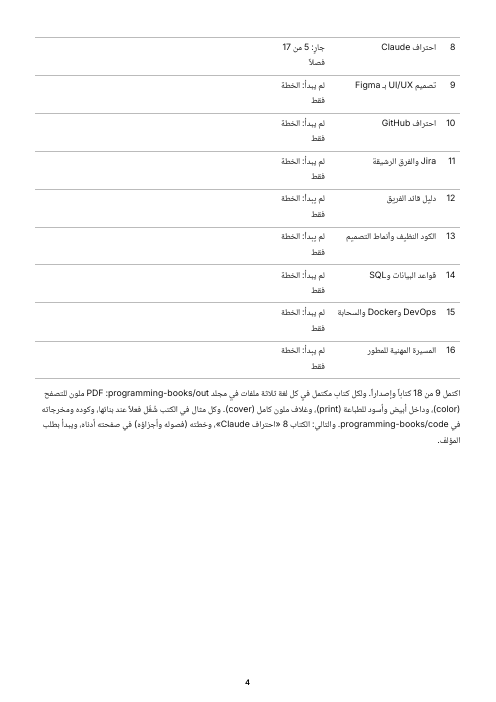 8 احتراف Claude جارٍ: 5 من 17
فصلاً
9 تصميم UI/UX بـ Figma لم يبدأ: الخطة
فقط
10 احتراف GitHub لم يبدأ: الخطة
فقط
11 Jira والفرق الرشيقة لم يبدأ: الخطة
فقط
12 دليل قائد الفريق لم يبدأ: الخطة
فقط
13 الكود النظيف وأنماط التصميم لم يبدأ: الخطة
فقط
14 قواعد البيانات وSQL لم يبدأ: الخطة
فقط
15 DevOps وDocker والسحابة لم يبدأ: الخطة
فقط
16 المسيرة المهنية للمطور لم يبدأ: الخطة
فقط
اكتمل 9 من 18 كتاباً وإصداراً. ولكل كتاب مكتمل في كل لغة ثلاثة ملفات في مجلد programming-books/out: PDF ملون للتصفح
(color)، وداخل أبيض وأسود للطباعة (print)، وغلاف ملون كامل (cover). وكل مثال في الكتب شُغّل فعلاً عند بنائها، وكوده ومخرجاته
في programming-books/code. والتالي: الكتاب 8 «احتراف Claude»، وخطته (فصوله وأجزاؤه) في صفحته أدناه، ويبدأ بطلب
المؤلف.
4